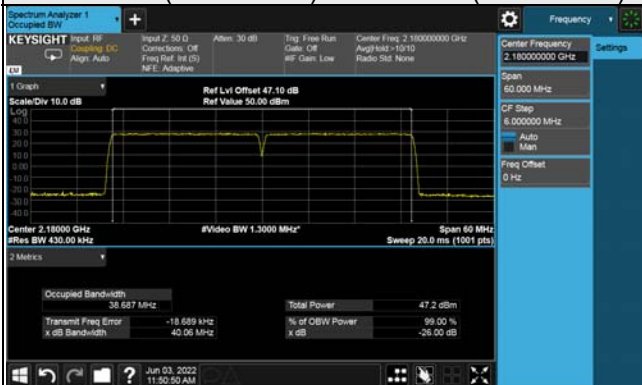 Spectrum Analyzer 1
Occupied BW
Frequency
KEYSIGHT Input: RF
Coupling: DC
Align: Auto
Input Z: 50 Ω
Corrections: Off
Freq Ref: Int (S)
NFE: Adaptive
Atten: 30 dB
Trig: Free Run
Gate: Off
#IF Gain: Low
Center Freq: 2.180000000 GHz
Avg|Hold:>10/10
Radio Std: None
LM
Center Frequency
2.180000000 GHz
Settings
Span
60.000 MHz
CF Step
6.000000 MHz
Auto
Man
Freq Offset
0 Hz
1 Graph
Scale/Div 10.0 dB
Ref Lvl Offset 47.10 dB
Ref Value 50.00 dBm
Log
40.0
30.0
20.0
10.0
0.00
-10.0
-20.0
-30.0
-40.0
Center 2.18000 GHz
#Res BW 430.00 kHz
#Video BW 1.3000 MHz*
Span 60 MHz
Sweep 20.0 ms (1001 pts)
2 Metrics
Occupied Bandwidth
38.687 MHz
Total Power 47.2 dBm
Transmit Freq Error -18.689 kHz
% of OBW Power 99.00 %
x dB Bandwidth 40.06 MHz
x dB -26.00 dB
?
Jun 03, 2022
11:50:50 AM